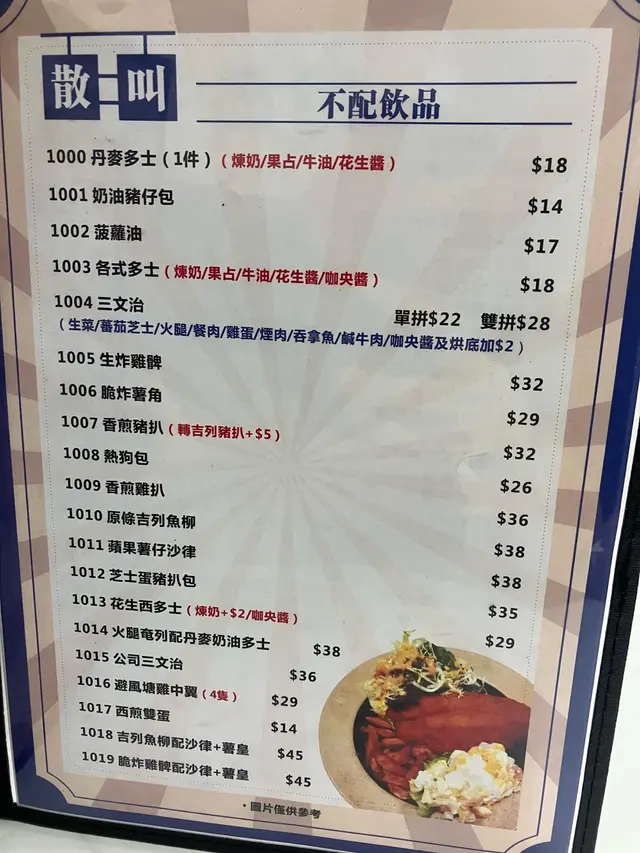 散叫
不配飲品
1000 丹麥多士（1件）（煉奶/果占/牛油/花生醬） $18
1001 奶油豬仔包 $14
1002 菠蘿油 $17
1003 各式多士（煉奶/果占/牛油/花生醬/咖央醬） $18
1004 三文治 單拼$22 雙拼$28
（生菜/蕃茄芝士/火腿/餐肉/雞蛋/煙肉/吞拿魚/鹹牛肉/咖央醬及烘底加$2）
1005 生炸雞髀 $32
1006 脆炸薯角 $29
1007 香煎豬扒（轉吉列豬扒+$5） $32
1008 熱狗包 $26
1009 香煎雞扒 $36
1010 原條吉列魚柳 $38
1011 蘋果薯仔沙律 $38
1012 芝士蛋豬扒包 $35
1013 花生西多士（煉奶+$2/咖央醬） $29
1014 火腿奄列配丹麥奶油多士 $38
1015 公司三文治 $36
1016 避風塘雞中翼（4隻） $29
1017 西煎雙蛋 $14
1018 吉列魚柳配沙律+薯皇 $45
1019 脆炸雞髀配沙律+薯皇 $45
・圖片僅供參考